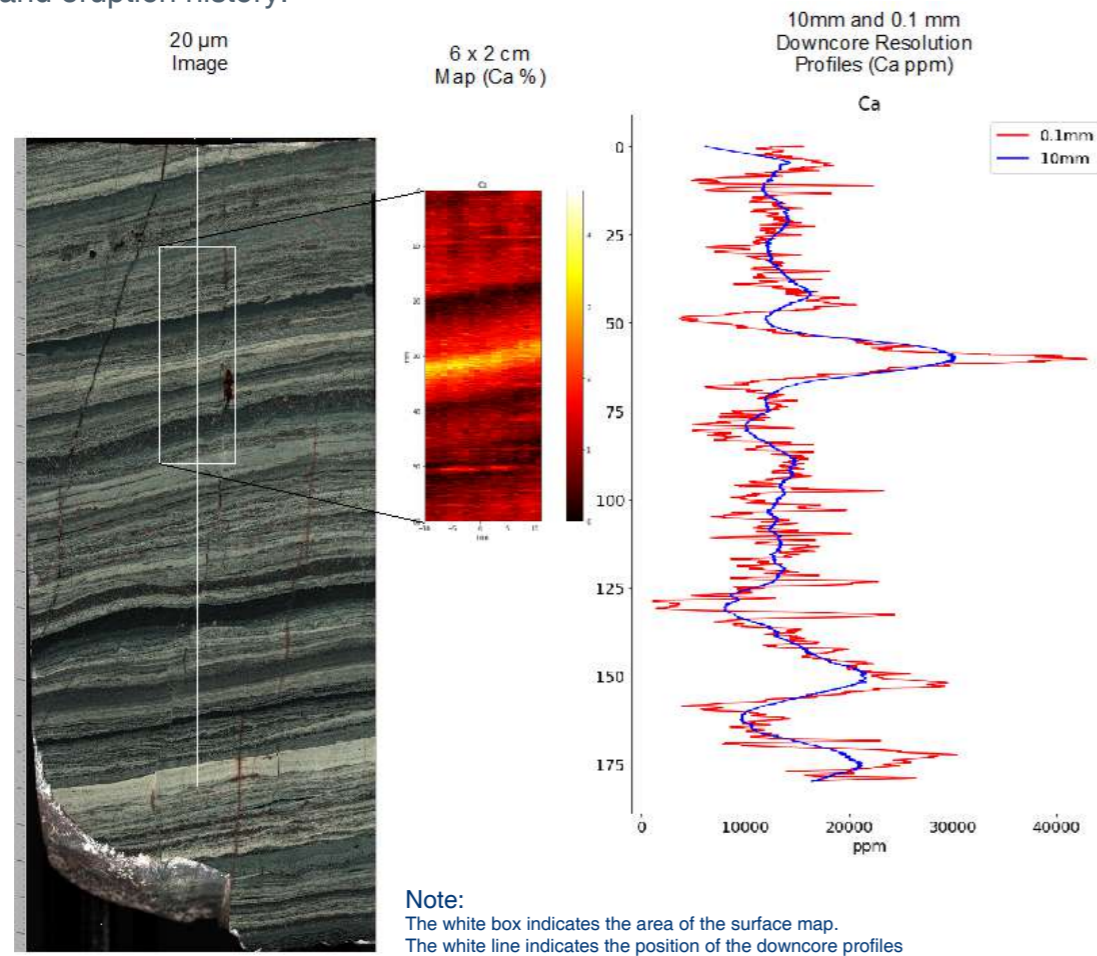 and eruption history.
20 µm
Image
6 x 2 cm
Map (Ca %)
10mm and 0.1 mm
Downcore Resolution
Profiles (Ca ppm)
Ca
0.1mm
10mm
0
25
50
75
100
125
150
175
0 10000 20000 30000 40000
ppm
Note:
The white box indicates the area of the surface map.
The white line indicates the position of the downcore profiles